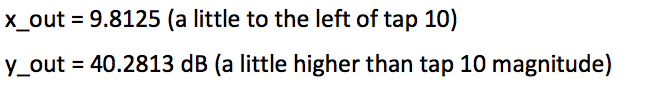 x_out = 9.8125 (a little to the left of tap 10)
y_out = 40.2813 dB (a little higher than tap 10 magnitude)